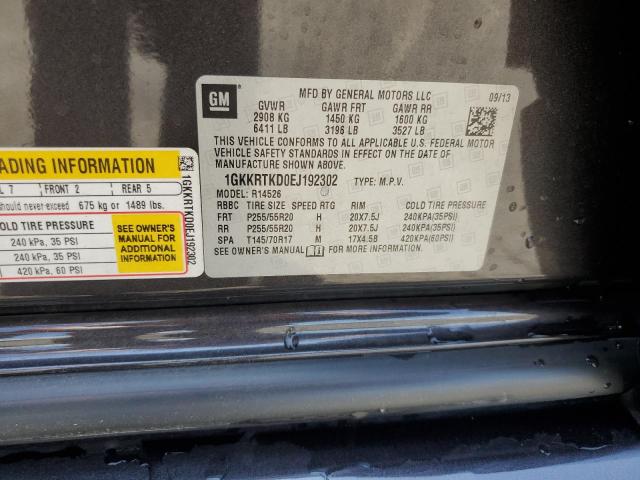 GM
MFD BY GENERAL MOTORS LLC 09/13
GVWR GAWR FRT GAWR RR
2908 KG 1450 KG 1600 KG
6411 LB 3196 LB 3527 LB
THIS VEHICLE CONFORMS TO ALL APPLICABLE U.S. FEDERAL MOTOR
VEHICLE SAFETY STANDARDS IN EFFECT ON THE DATE OF
MANUFACTURE SHOWN ABOVE.
1GKKRTKD0EJ192302 TYPE: M.P.V.
MODEL: R14526
RBBC TIRE SIZE SPEED RTG RIM COLD TIRE PRESSURE
FRT P255/55R20 H 20X7.5J 240KPA(35PSI)
RR P255/55R20 H 20X7.5J 240KPA(35PSI)
SPA T145/70R17 M 17X4.5B 420KPA(60PSI)
SEE OWNER'S MANUAL FOR MORE INFORMATION.
ADING INFORMATION
L 7 FRONT 2 REAR 5
should never exceed 675 kg or 1489 lbs.
COLD TIRE PRESSURE
240 kPa, 35 PSI
240 kPa, 35 PSI
420 kPa, 60 PSI
SEE OWNER'S
MANUAL FOR
ADDITIONAL
INFORMATION
1GKKRTKD0EJ192302